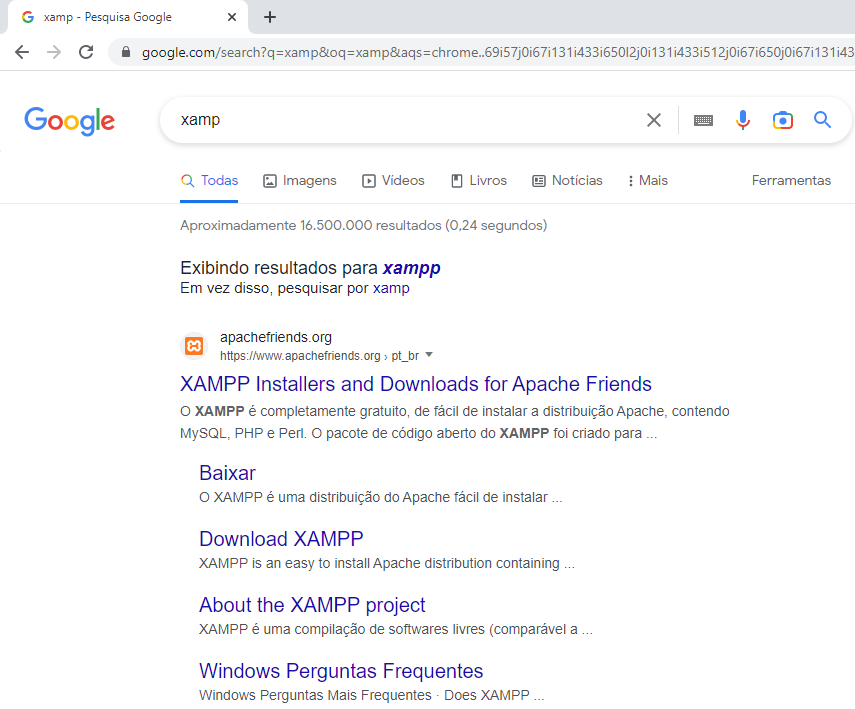 xamp - Pesquisa Google
google.com/search?q=xamp&oq=xamp&aqs=chrome..69i57j0i67i131i433i650l2j0i131i433i512j0i67i650j0i67i131i43
Google
xamp
Todas Imagens Vídeos Livros Notícias Mais Ferramentas
Aproximadamente 16.500.000 resultados (0,24 segundos)
Exibindo resultados para xampp
Em vez disso, pesquisar por xamp
apachefriends.org
https://www.apachefriends.org › pt_br
XAMPP Installers and Downloads for Apache Friends
O XAMPP é completamente gratuito, de fácil de instalar a distribuição Apache, contendo
MySQL, PHP e Perl. O pacote de código aberto do XAMPP foi criado para ...
Baixar
O XAMPP é uma distribuição do Apache fácil de instalar ...
Download XAMPP
XAMPP is an easy to install Apache distribution containing ...
About the XAMPP project
XAMPP é uma compilação de softwares livres (comparável a ...
Windows Perguntas Frequentes
Windows Perguntas Mais Frequentes · Does XAMPP ...